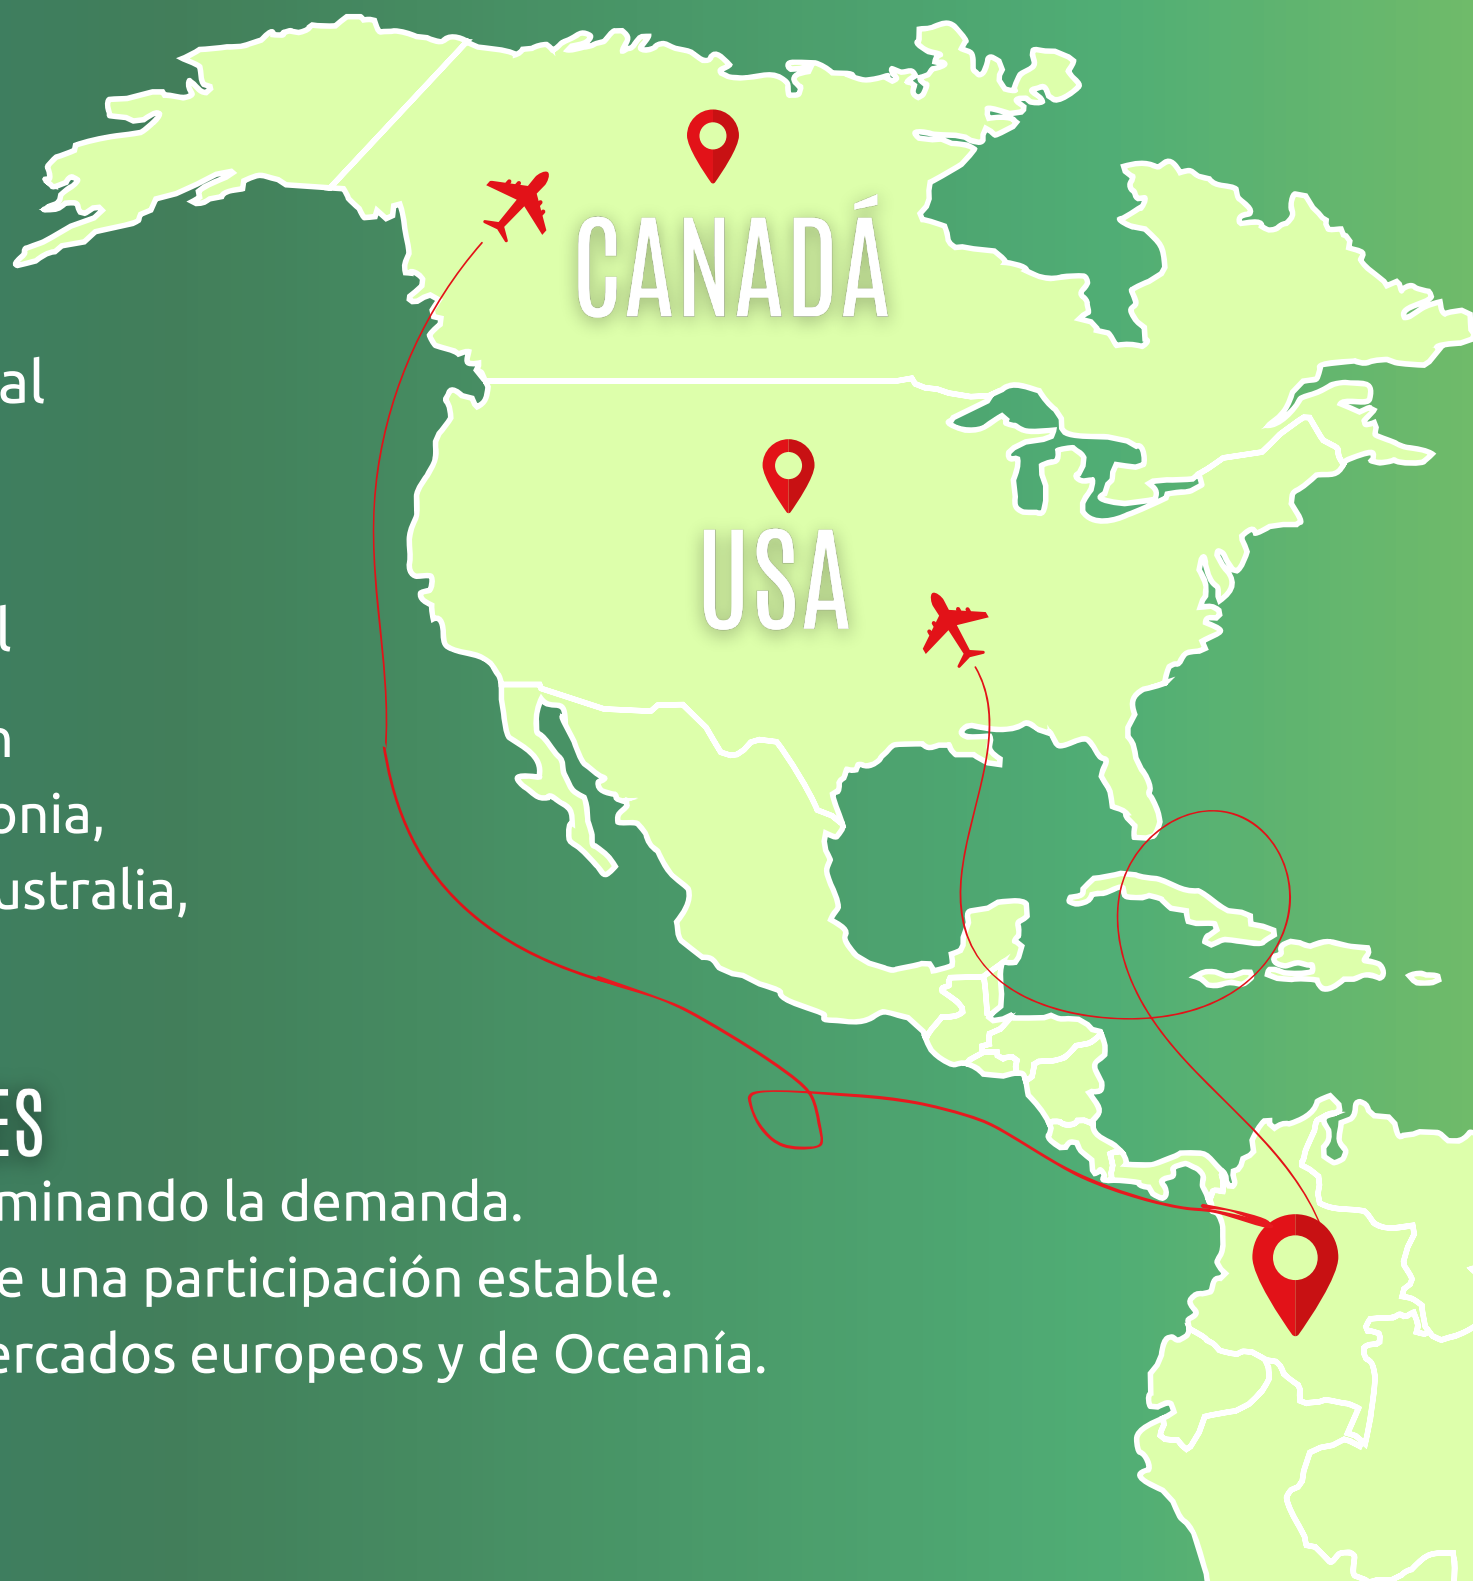 CANADÁ
al
USA
l
n
onia,
ustralia,
ES
minando la demanda.
e una participación estable.
ercados europeos y de Oceanía.